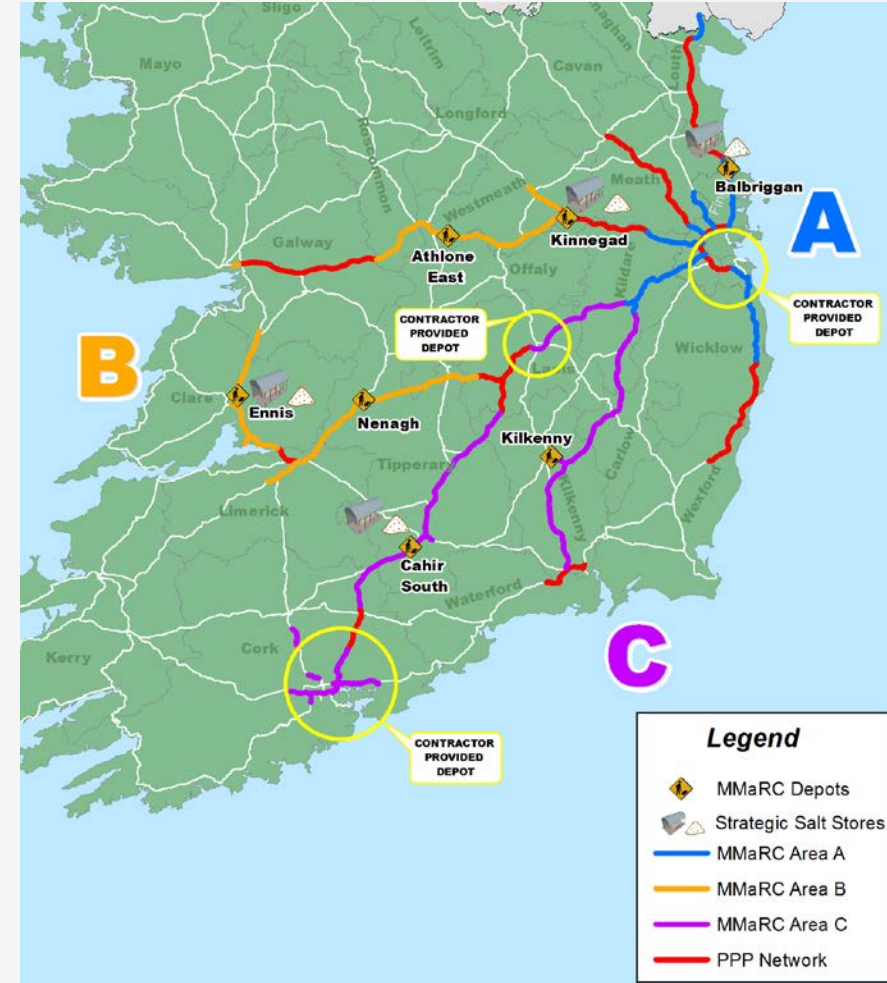 Sligo
Leitrim
Monaghan
Cavan
Louth
Mayo
Roscommon
Longford
Meath
Westmeath
Balbriggan
A
Kinnegad
Galway
Athlone
East
Offaly
Kildare
CONTRACTOR
PROVIDED
DEPOT
CONTRACTOR
PROVIDED
DEPOT
Wicklow
B
Laois
Clare
Ennis
Nenagh
Kilkenny
Carlow
Tipperary
Kilkenny
Wexford
Limerick
Cahir
South
Waterford
C
Kerry
Cork
CONTRACTOR
PROVIDED
DEPOT
Legend
MMaRC Depots
Strategic Salt Stores
MMaRC Area A
MMaRC Area B
MMaRC Area C
PPP Network